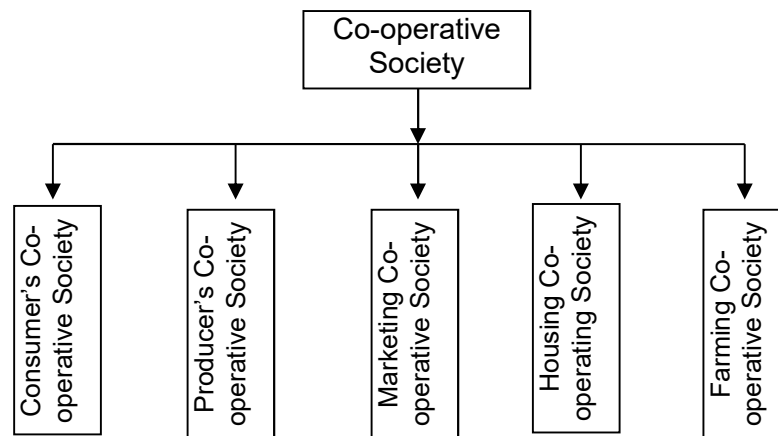 Co-operative
Society
Consumer’s Co-
operative Society
Producer’s Co-
operative Society
Marketing Co-
operative Society
Housing Co-
operating Society
Farming Co-
operative Society